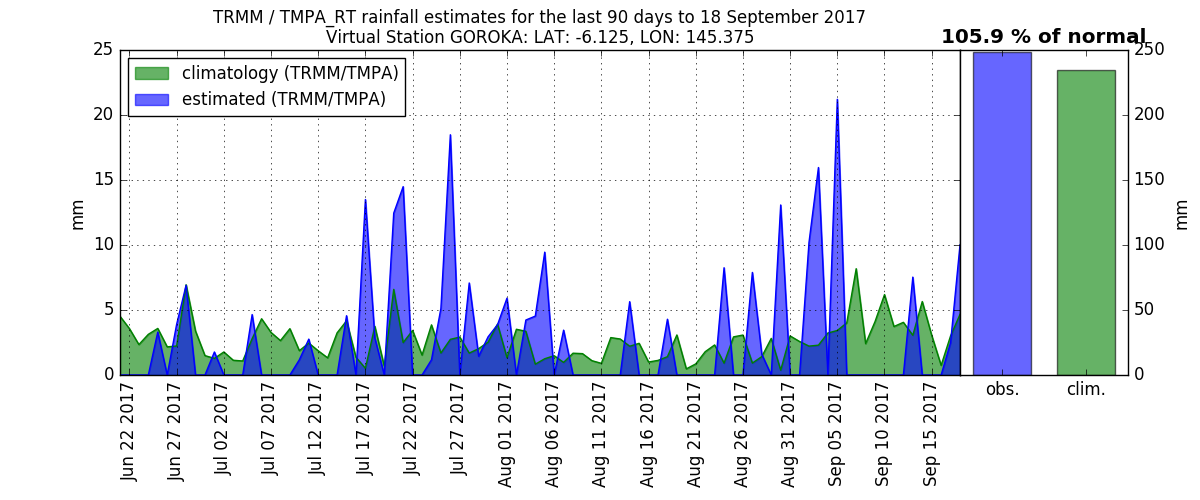 TRMM / TMPA_RT rainfall estimates for the last 90 days to 18 September 2017
Virtual Station GOROKA: LAT: -6.125, LON: 145.375
105.9 % of normal
climatology (TRMM/TMPA)
estimated (TRMM/TMPA)
25
20
15
10
5
0
mm
250
200
150
100
50
0
mm
Jun 22 2017
Jun 27 2017
Jul 02 2017
Jul 07 2017
Jul 12 2017
Jul 17 2017
Jul 22 2017
Jul 27 2017
Aug 01 2017
Aug 06 2017
Aug 11 2017
Aug 16 2017
Aug 21 2017
Aug 26 2017
Aug 31 2017
Sep 05 2017
Sep 10 2017
Sep 15 2017
obs.
clim.